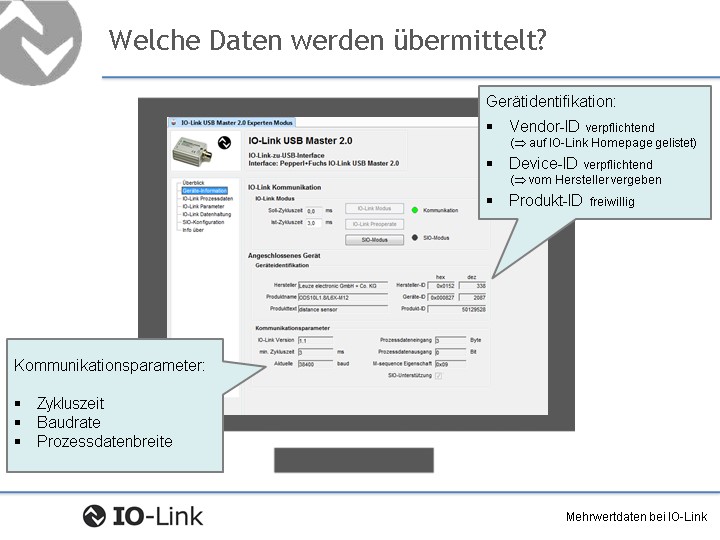 Welche Daten werden übermittelt?
Gerätidentifikation:
▪ Vendor-ID verpflichtend
(⇒ auf IO-Link Homepage gelistet)
▪ Device-ID verpflichtend
(⇒ vom Hersteller vergeben
▪ Produkt-ID freiwillig
IO-Link USB Master 2.0 Experten Modus
IO-Link USB Master 2.0
IO-Link-zu-USB-Interface
Interface: Pepperl+Fuchs IO-Link USB Master 2.0
Überblick
Geräte-Information
IO-Link Prozessdaten
IO-Link Parameter
IO-Link Datenhaltung
SIO-Konfiguration
Info über
IO-Link Kommunikation
IO-Link Modus
Soll-Zykluszeit 0,0 ms IO-Link Modus Kommunikation
Ist-Zykluszeit 3,0 ms IO-Link Preoperate
SIO-Modus SIO-Modus
Angeschlossenes Gerät
Geräteidentifikation
hex dez
Hersteller Leuze electronic GmbH + Co. KG Hersteller-ID 0x0152 338
Produktname ODS10L1.8/LEX-M12 Geräte-ID 0x000827 2087
Produkttext distance sensor Produkt-ID 50129528
Kommunikationsparameter
IO-Link Version 1.1 Prozessdateneingang 3 Byte
min. Zykluszeit 3 ms Prozessdatenausgang 0 Bit
Aktuelle 38400 baud M-sequence Eigenschaft 0x09
SIO-Unterstützung
Kommunikationsparameter:
▪ Zykluszeit
▪ Baudrate
▪ Prozessdatenbreite
IO-Link
Mehrwertdaten bei IO-Link